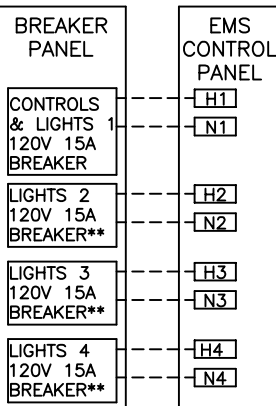 BREAKER
PANEL
EMS
CONTROL
PANEL
CONTROLS
& LIGHTS 1
120V 15A
BREAKER
H1
N1
LIGHTS 2
120V 15A
BREAKER**
H2
N2
LIGHTS 3
120V 15A
BREAKER**
H3
N3
LIGHTS 4
120V 15A
BREAKER**
H4
N4